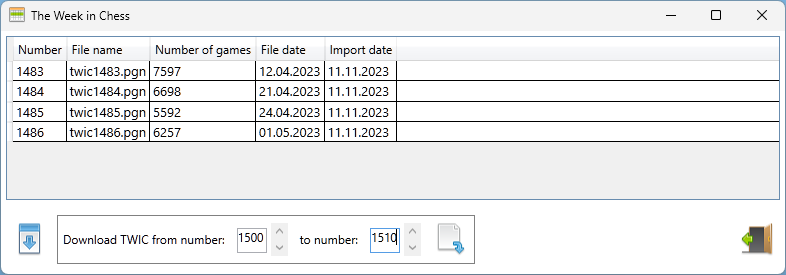 The Week in Chess
Number File name Number of games File date Import date
1483 twic1483.pgn 7597 12.04.2023 11.11.2023
1484 twic1484.pgn 6698 21.04.2023 11.11.2023
1485 twic1485.pgn 5592 24.04.2023 11.11.2023
1486 twic1486.pgn 6257 01.05.2023 11.11.2023
Download TWIC from number: 1500 to number: 1510